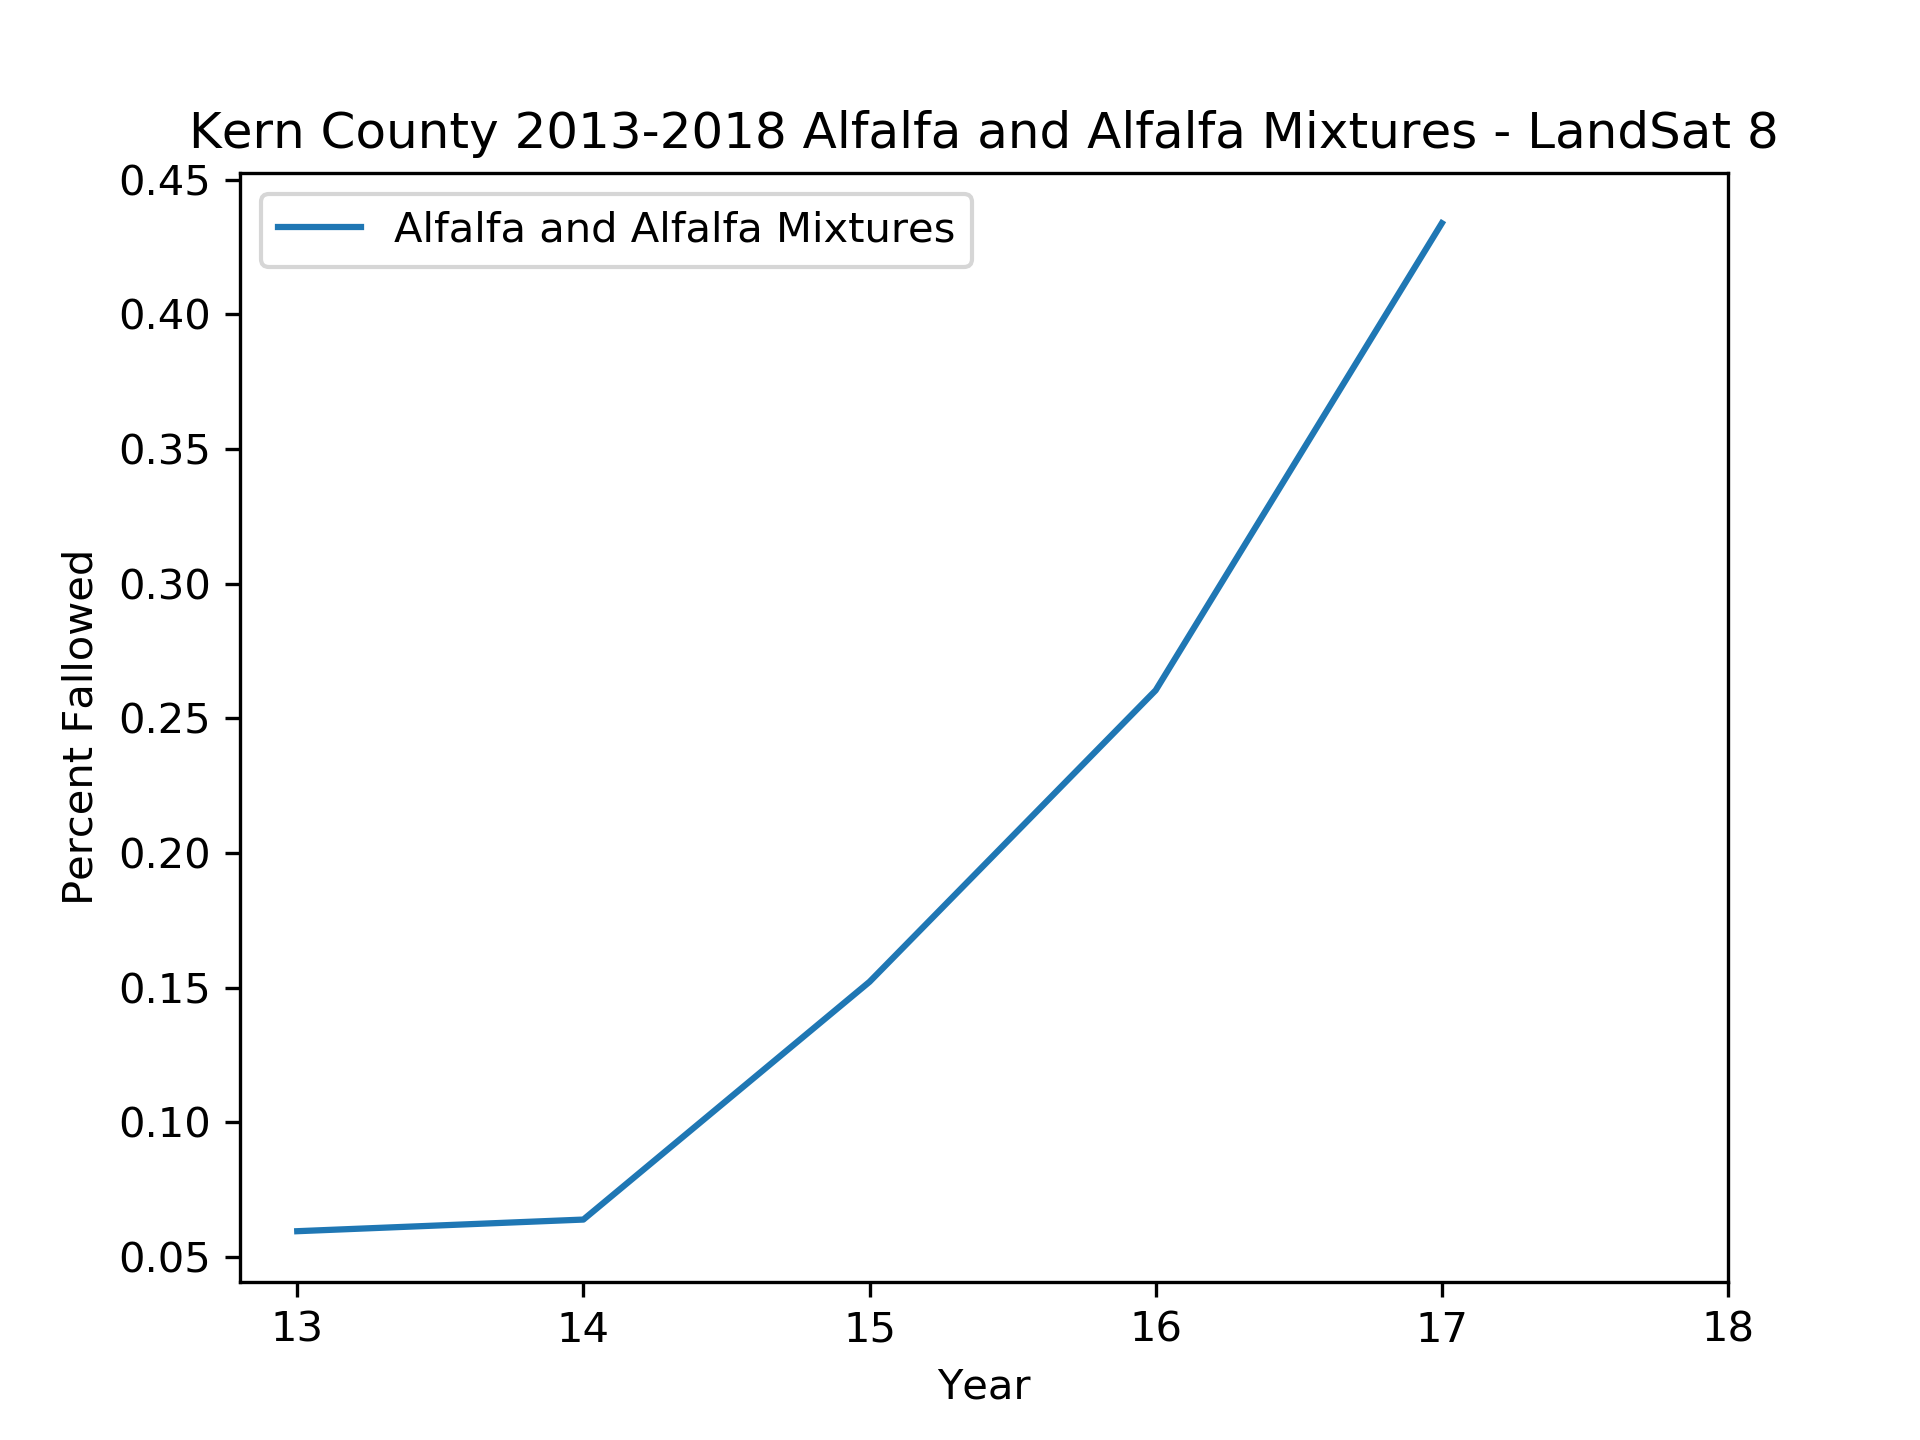 Kern County 2013-2018 Alfalfa and Alfalfa Mixtures - LandSat 8
Alfalfa and Alfalfa Mixtures
0.45
0.40
0.35
0.30
0.25
0.20
0.15
0.10
0.05
Percent Fallowed
13 14 15 16 17 18
Year